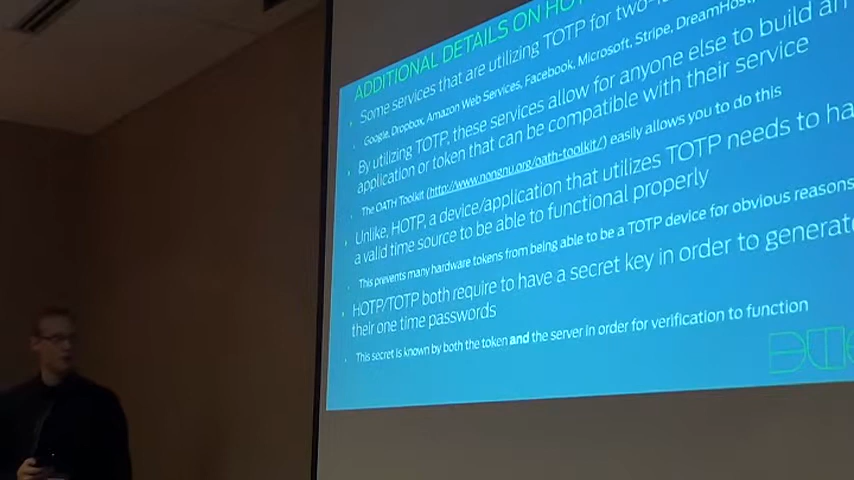 ADDITIONAL DETAILS ON HOT
Some services that are utilizing TOTP for two-
Google, Dropbox, Amazon Web Services, Facebook, Microsoft, Stripe, DreamHost,
By utilizing TOTP, these services allow for anyone else to build an
application or token that can be compatible with their service
The OATH Toolkit (http://www.nongnu.org/oath-toolkit/) easily allows you to do this
Unlike, HOTP, a device/application that utilizes TOTP needs to ha
a valid time source to be able to functional properly
This prevents many hardware tokens from being able to be a TOTP device for obvious reasons
HOTP/TOTP both require to have a secret key in order to generate
their one time passwords
This secret is known by both the token and the server in order for verification to function